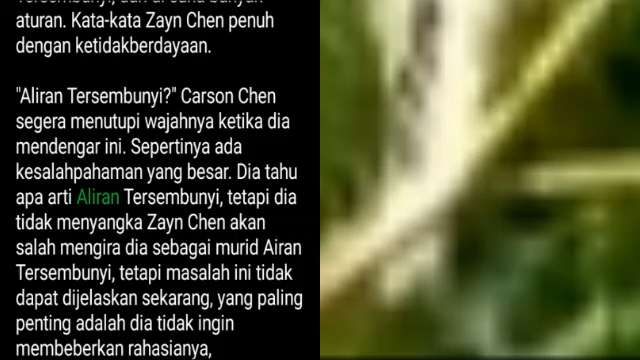 aturan. Kata-kata Zayn Chen penuh
dengan ketidakberdayaan.
"Aliran Tersembunyi?" Carson Chen
segera menutupi wajahnya ketika dia
mendengar ini. Sepertinya ada
kesalahpahaman yang besar. Dia tahu
apa arti Aliran Tersembunyi, tetapi dia
tidak menyangka Zayn Chen akan
salah mengira dia sebagai murid Airan
Tersembunyi, tetapi masalah ini tidak
dapat dijelaskan sekarang, yang paling
penting adalah dia tidak ingin
membeberkan rahasianya,